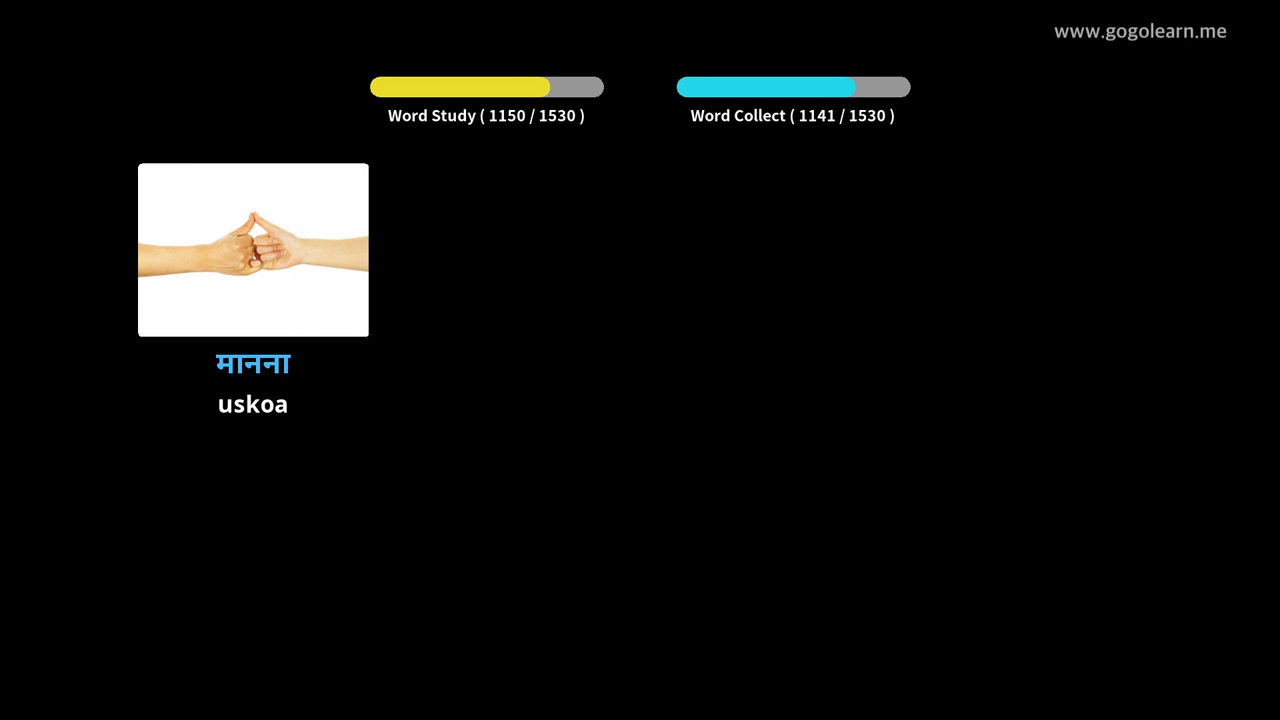 www.gogolearn.me
Word Study ( 1150 / 1530 )
Word Collect ( 1141 / 1530 )
मानना
uskoa